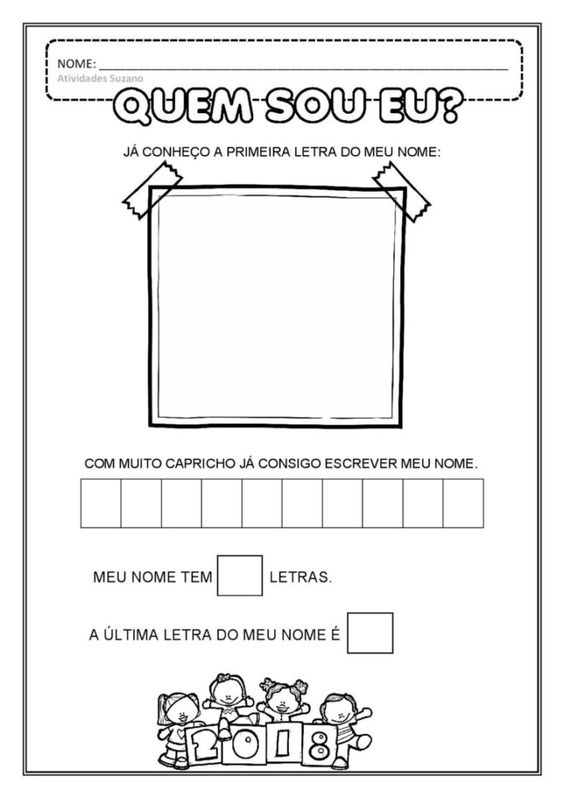 NOME:
Atividades Suzano
QUEM SOU EU?
JÁ CONHEÇO A PRIMEIRA LETRA DO MEU NOME:
COM MUITO CAPRICHO JÁ CONSIGO ESCREVER MEU NOME.
MEU NOME TEM LETRAS.
A ÚLTIMA LETRA DO MEU NOME É
2018